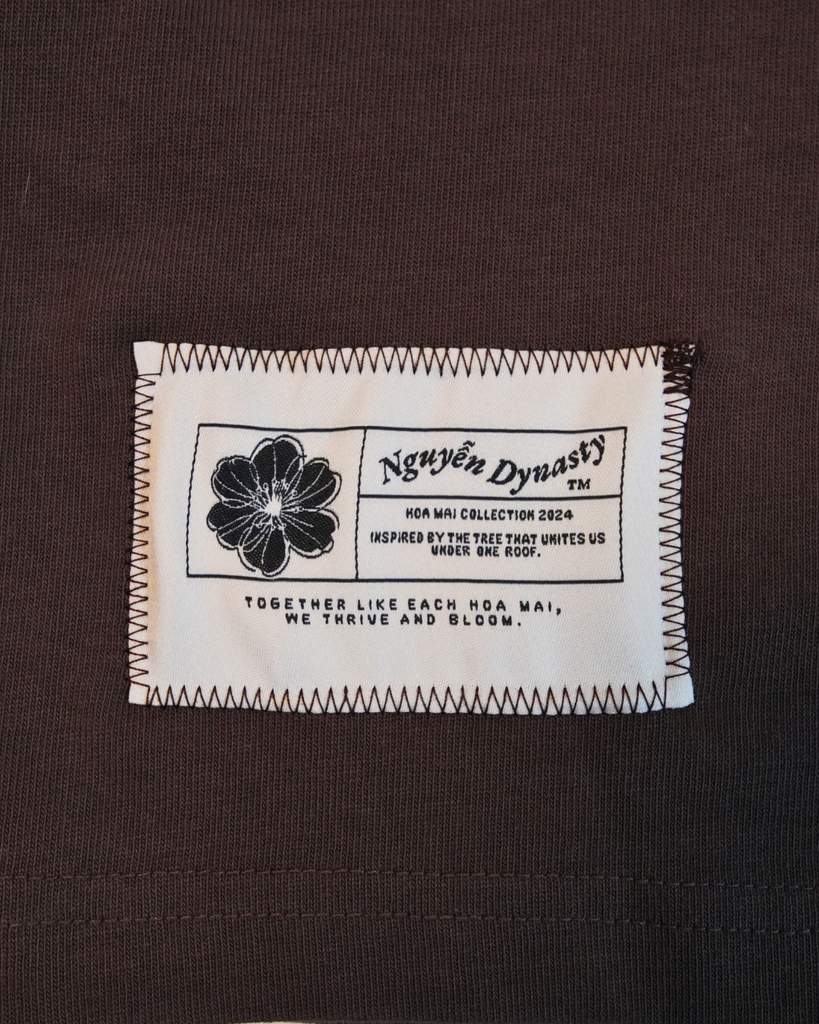 Nguyễn Dynasty
TM
HOA MAI COLLECTION 2024
INSPIRED BY THE TREE THAT UNITES US
UNDER ONE ROOF.
TOGETHER LIKE EACH HOA MAI,
WE THRIVE AND BLOOM.